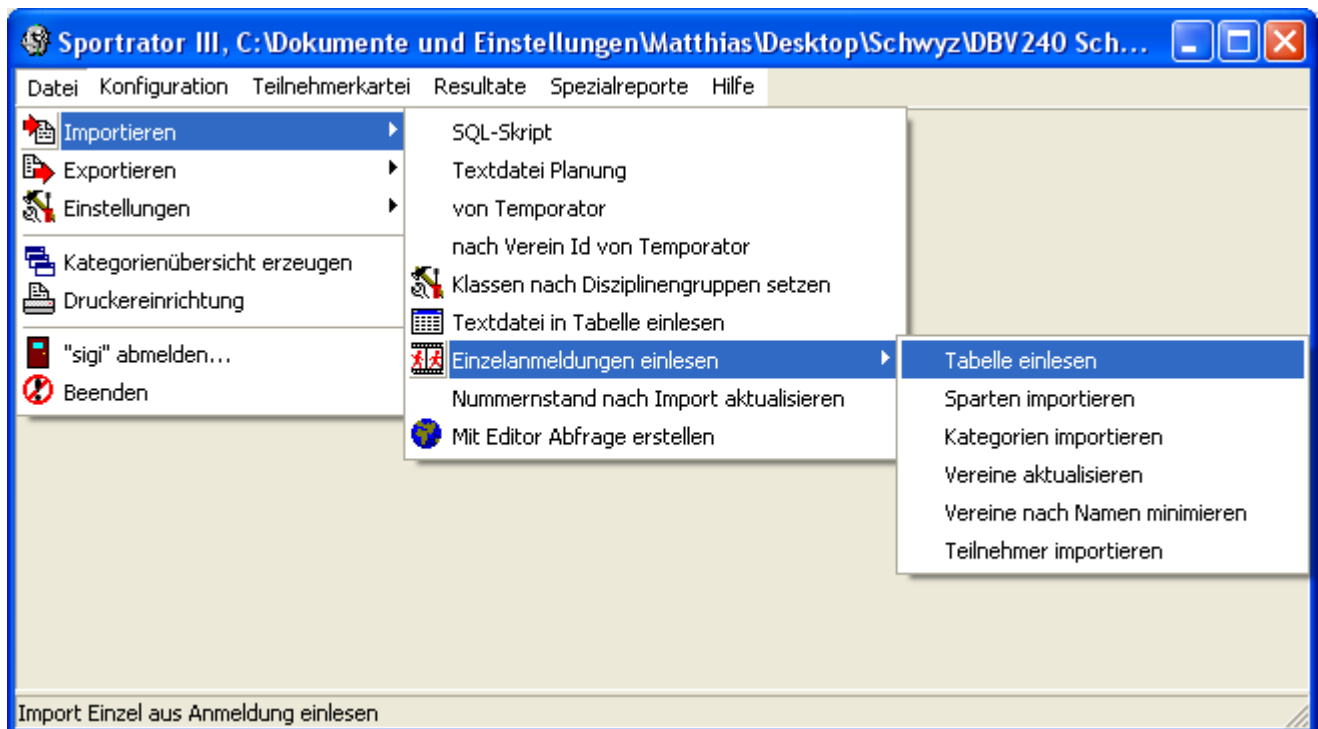 Sportrator III, C:\Dokumente und Einstellungen\Matthias\Desktop\Schwyz\DBV240 Sch...
Datei Konfiguration Teilnehmerkartei Resultate Spezialreporte Hilfe
Importieren
Exportieren
Einstellungen
Kategorienübersicht erzeugen
Druckereinrichtung
"sigi" abmelden...
Beenden
SQL-Skript
Textdatei Planung
von Temporator
nach Verein Id von Temporator
Klassen nach Disziplinengruppen setzen
Textdatei in Tabelle einlesen
Einzelanmeldungen einlesen
Nummernstand nach Import aktualisieren
Mit Editor Abfrage erstellen
Tabelle einlesen
Sparten importieren
Kategorien importieren
Vereine aktualisieren
Vereine nach Namen minimieren
Teilnehmer importieren
Import Einzel aus Anmeldung einlesen